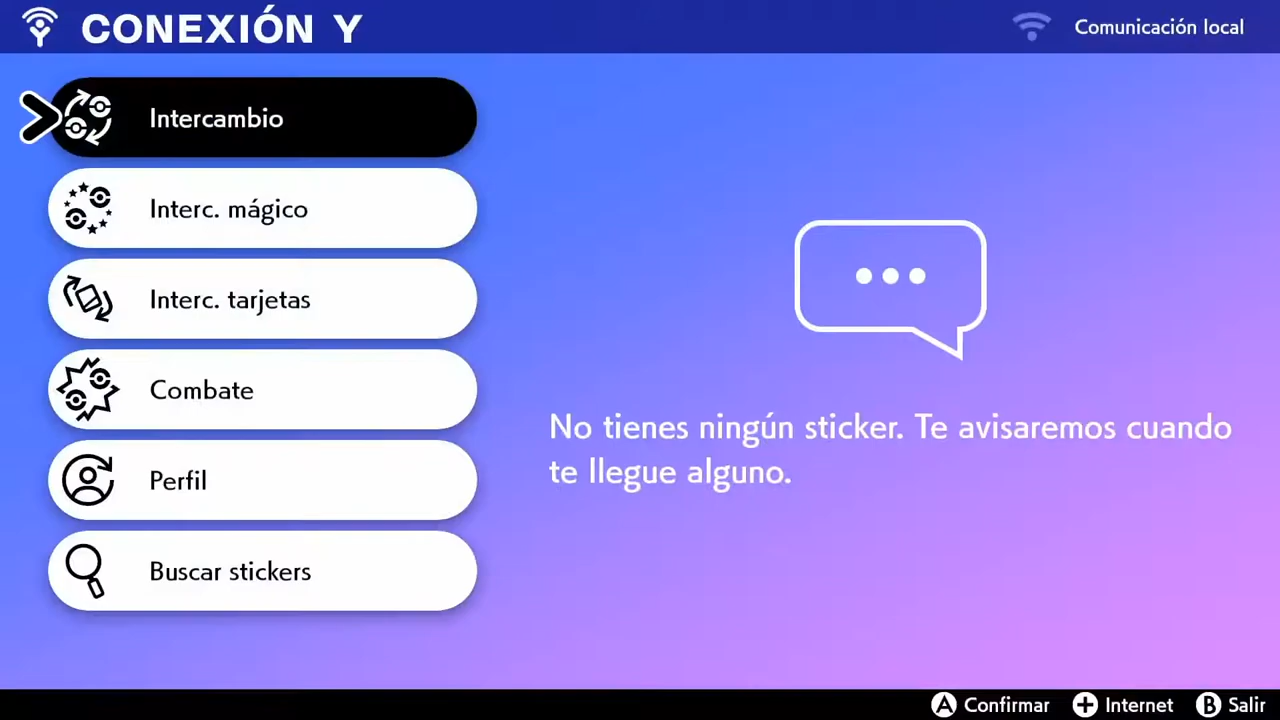 CONEXIÓN Y
Comunicación local
Intercambio
Interc. mágico
Interc. tarjetas
Combate
Perfil
Buscar stickers
No tienes ningún sticker. Te avisaremos cuando
te llegue alguno.
A Confirmar + Internet B Salir